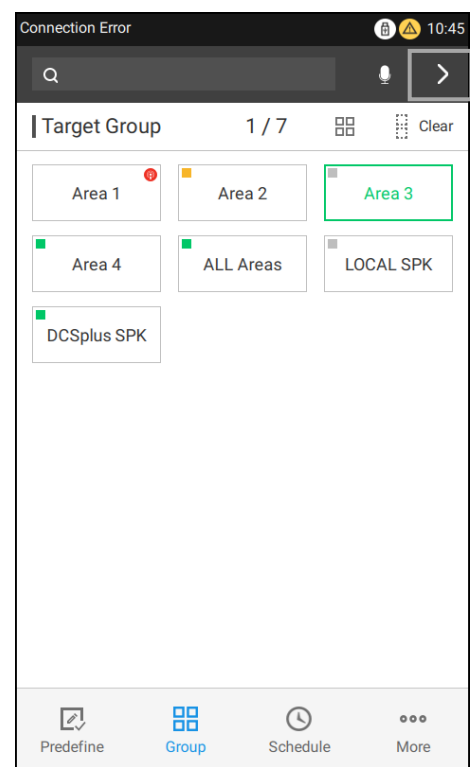 Connection Error 10:45
Target Group 1 / 7 Clear
Area 1 Area 2 Area 3
Area 4 ALL Areas LOCAL SPK
DCSplus SPK
Predefine Group Schedule More